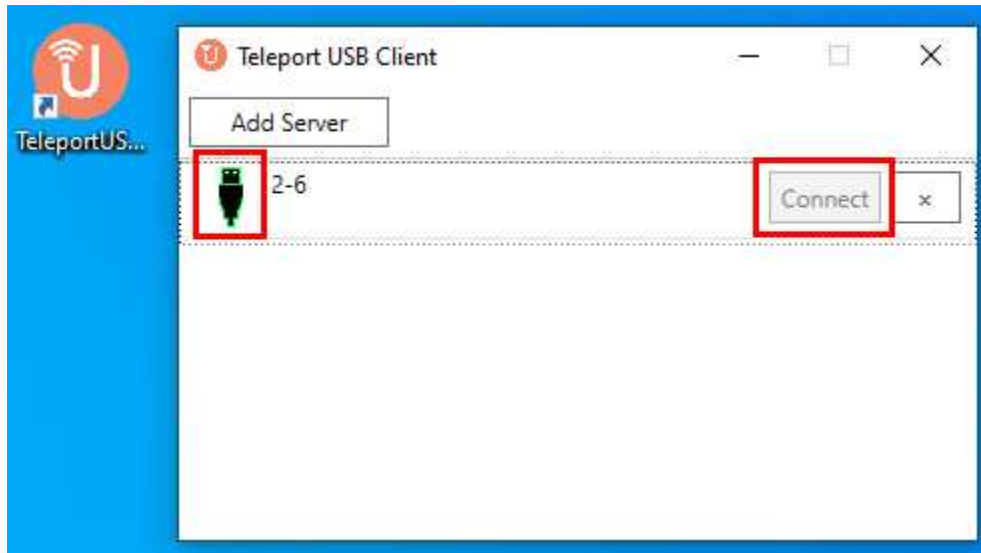 Teleport USB Client
TeleportUS...
Add Server
2-6
Connect
×